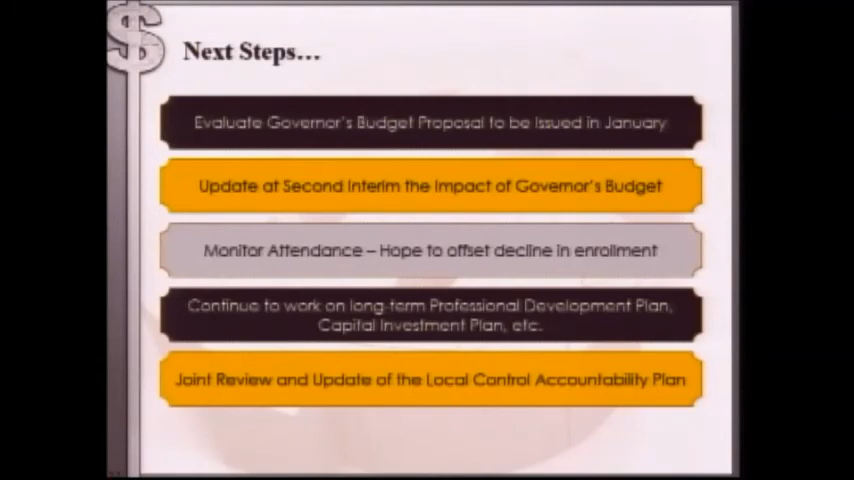 $
Next Steps...
Evaluate Governor's Budget Proposal to be Issued in January
Update at Second Interim the Impact of Governor's Budget
Monitor Attendance – Hope to offset decline in enrollment
Continue to work on long-term Professional Development Plan,
Capital Investment Plan, etc.
Joint Review and Update of the Local Control Accountability Plan